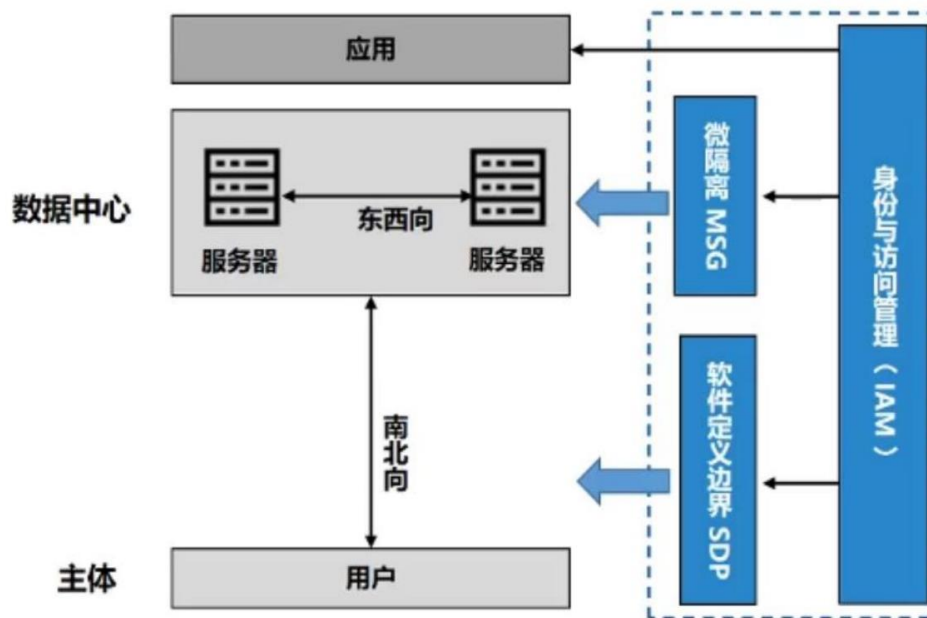 应用
数据中心
服务器
东西向
服务器
南北向
主体
用户
微隔离 MSG
软件定义边界 SDP
身份与访问管理（IAM）